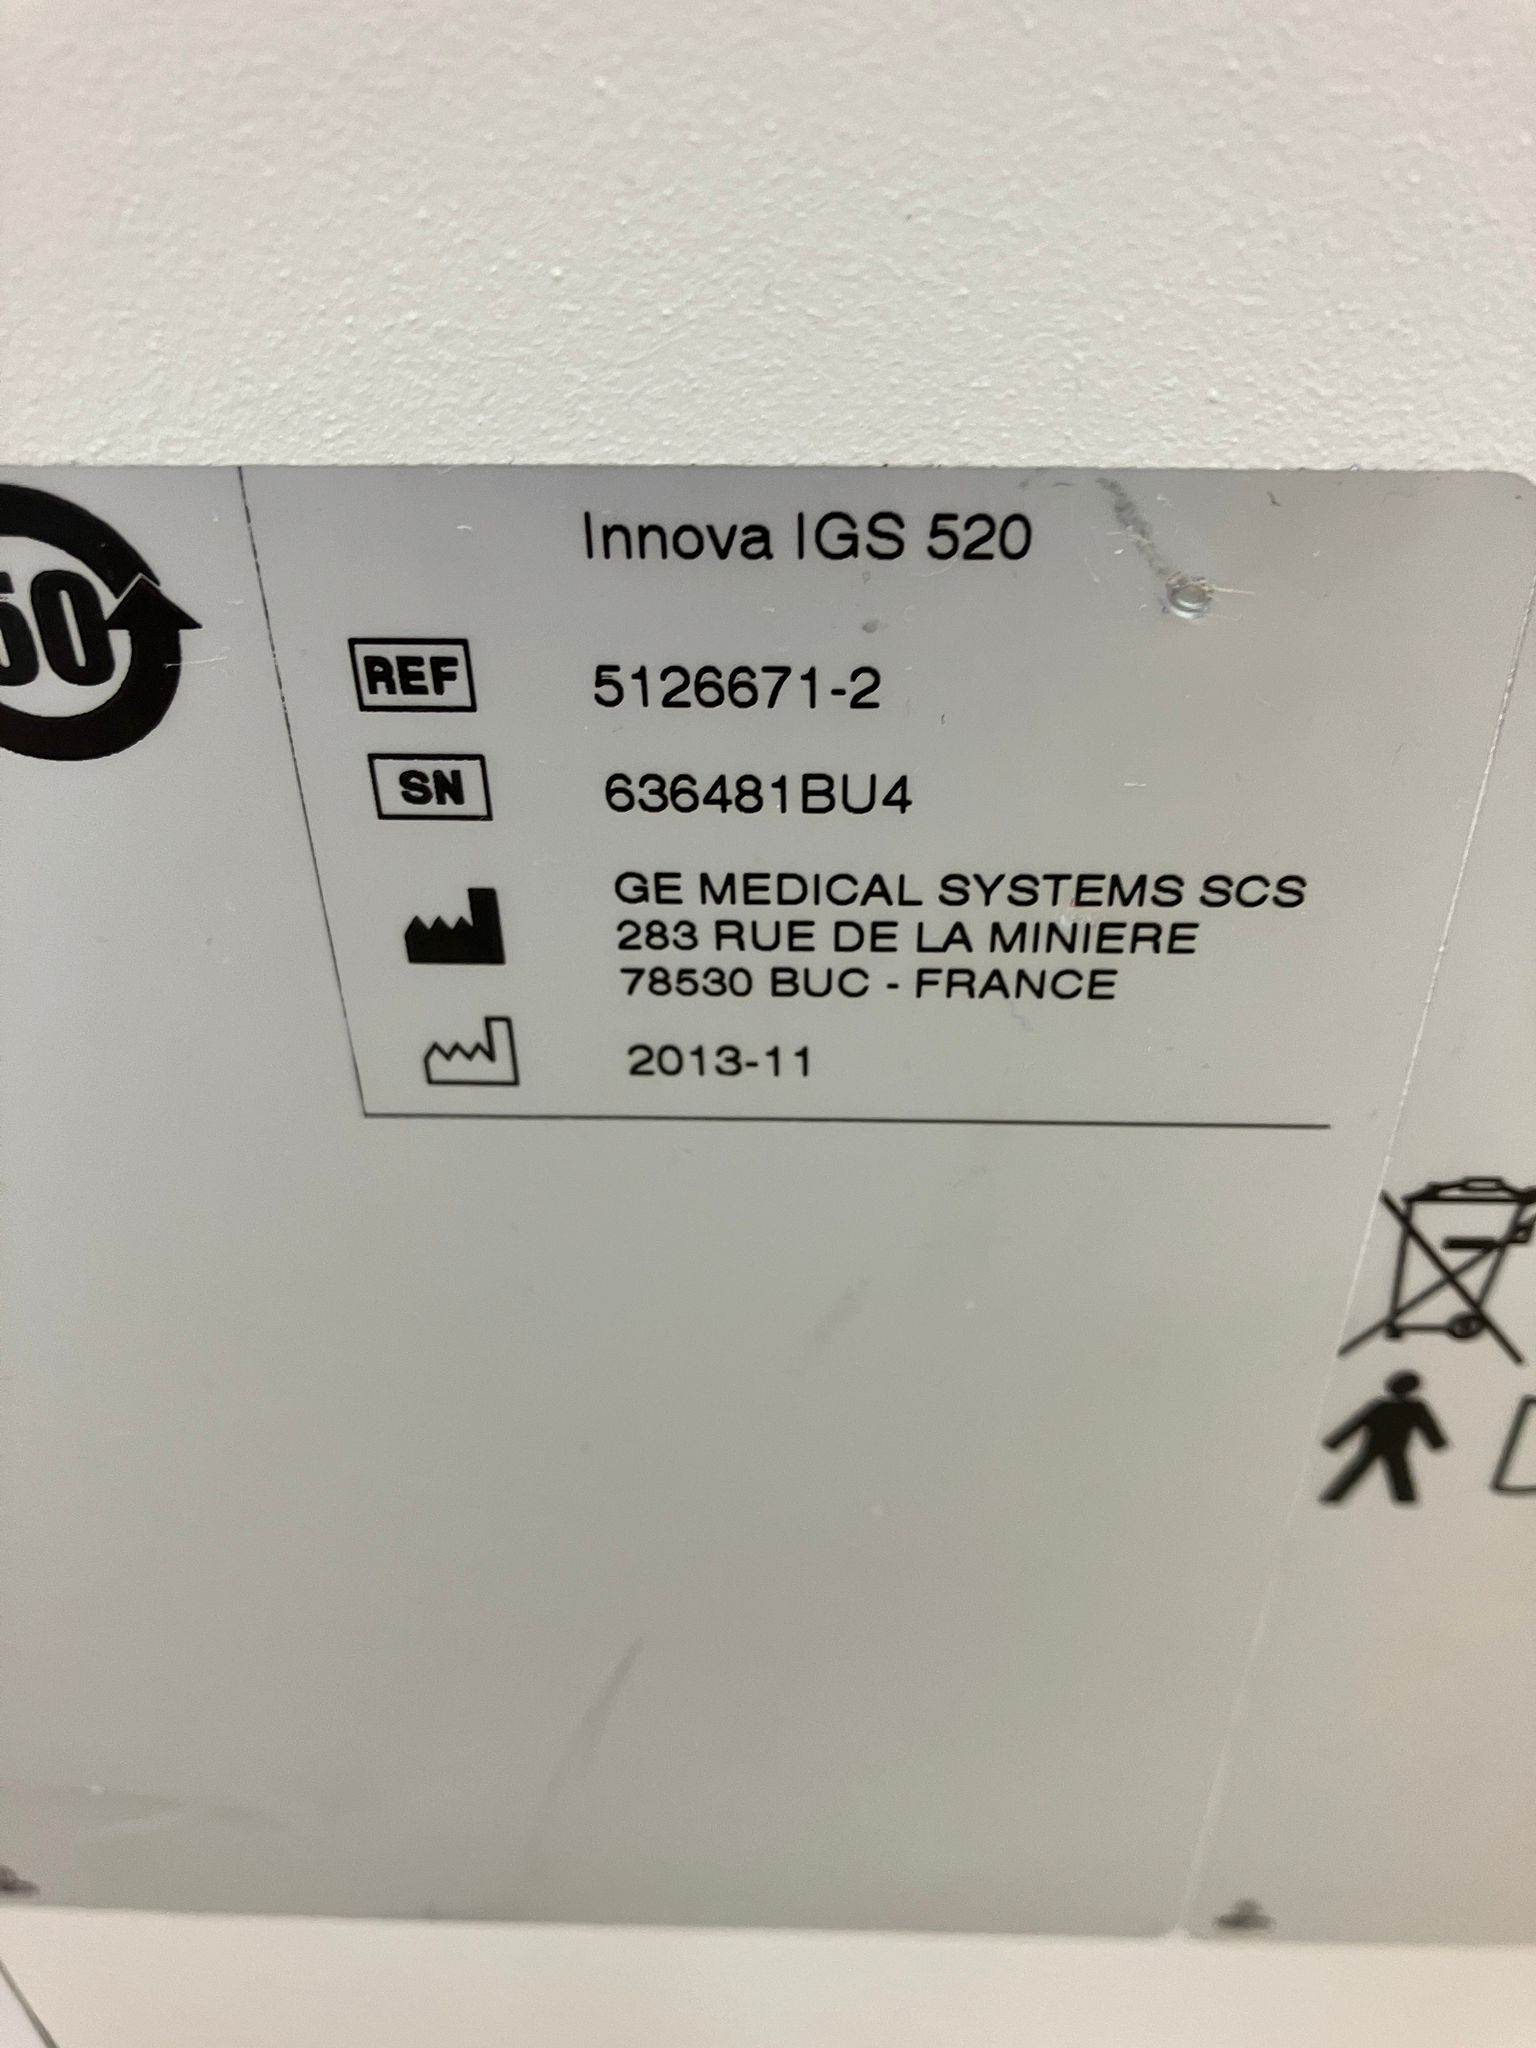 50
Innova IGS 520
REF 5126671-2
SN 636481BU4
GE MEDICAL SYSTEMS SCS
283 RUE DE LA MINIERE
78530 BUC - FRANCE
2013-11